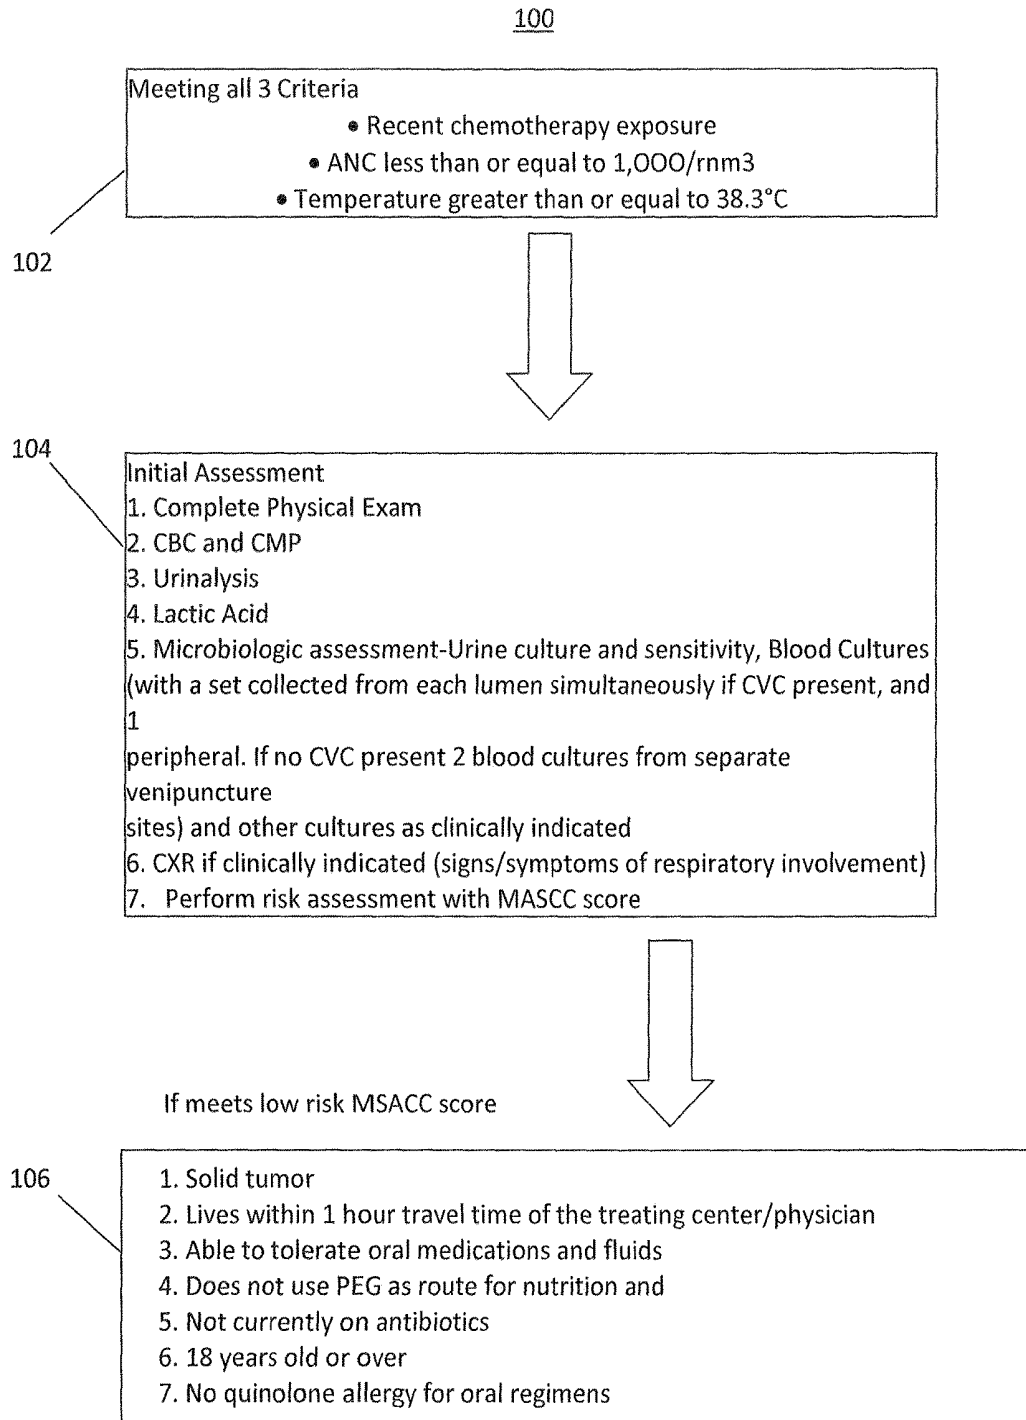 100
Meeting all 3 Criteria
• Recent chemotherapy exposure
• ANC less than or equal to 1,OOO/rnm3
• Temperature greater than or equal to 38.3°C
102
104
Initial Assessment
1. Complete Physical Exam
2. CBC and CMP
3. Urinalysis
4. Lactic Acid
5. Microbiologic assessment-Urine culture and sensitivity, Blood Cultures
(with a set collected from each lumen simultaneously if CVC present, and
1
peripheral. If no CVC present 2 blood cultures from separate
venipuncture
sites) and other cultures as clinically indicated
6. CXR if clinically indicated (signs/symptoms of respiratory involvement)
7. Perform risk assessment with MASCC score
If meets low risk MSACC score
106
1. Solid tumor
2. Lives within 1 hour travel time of the treating center/physician
3. Able to tolerate oral medications and fluids
4. Does not use PEG as route for nutrition and
5. Not currently on antibiotics
6. 18 years old or over
7. No quinolone allergy for oral regimens